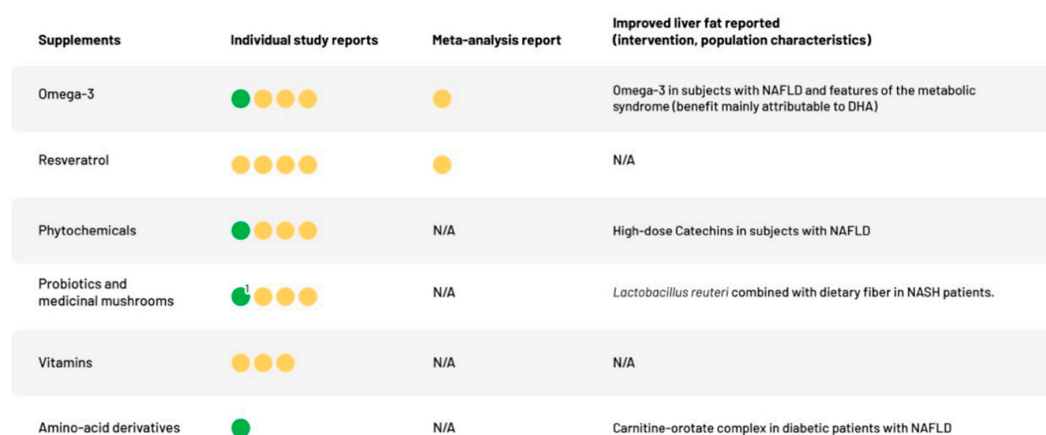 Supplements Individual study reports Meta-analysis report Improved liver fat reported
(intervention, population characteristics)
Omega-3 Omega-3 in subjects with NAFLD and features of the metabolic
syndrome (benefit mainly attributable to DHA)
Resveratrol N/A
Phytochemicals N/A High-dose Catechins in subjects with NAFLD
Probiotics and
medicinal mushrooms 1 N/A Lactobacillus reuteri combined with dietary fiber in NASH patients.
Vitamins N/A N/A
Amino-acid derivatives N/A Carnitine-orotate complex in diabetic patients with NAFLD